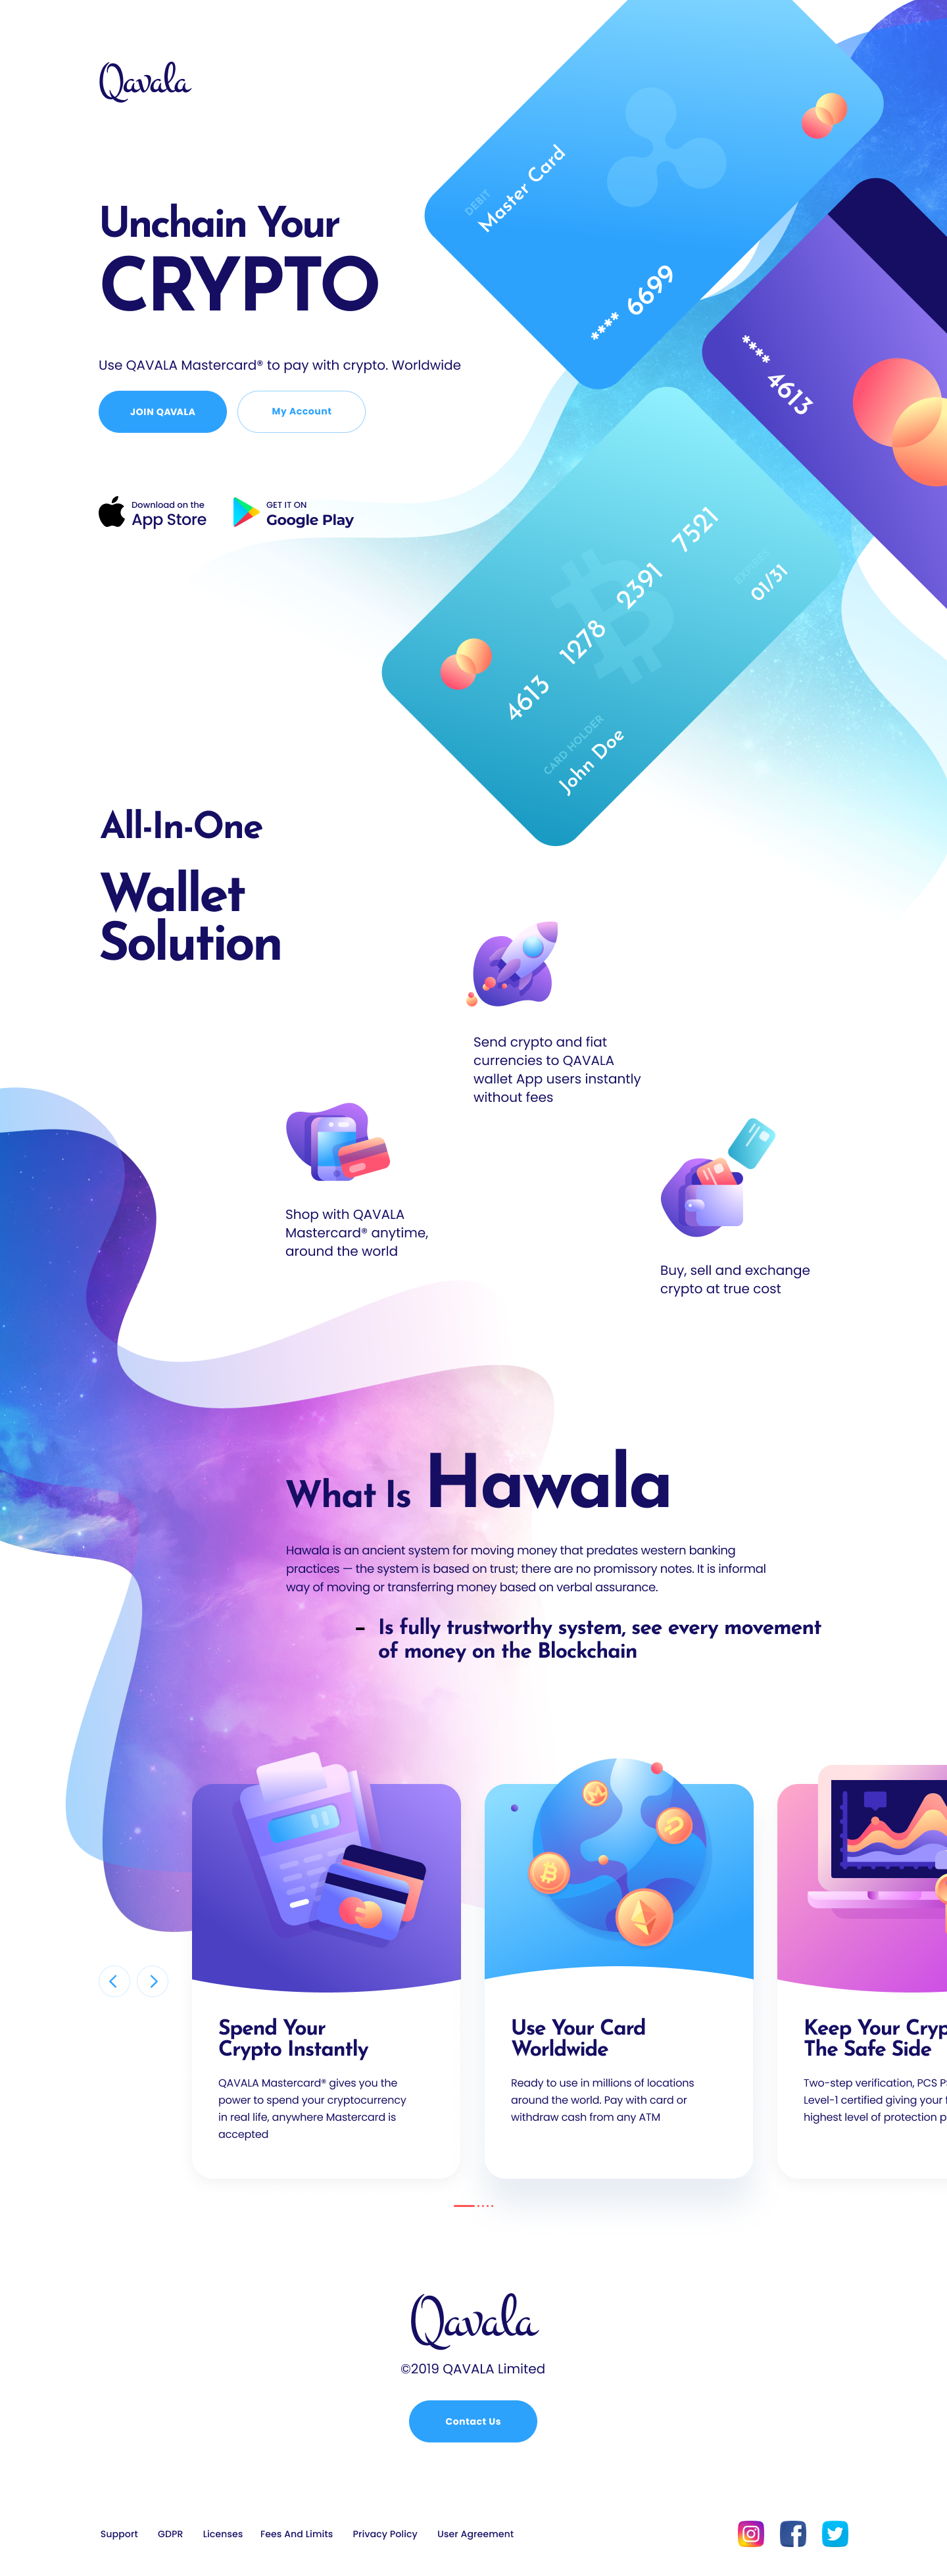 Qavala
DEBIT
Master Card
**** 6699
Unchain Your
CRYPTO
Use QAVALA Mastercard® to pay with crypto. Worldwide
JOIN QAVALA
My Account
**** 4613
Download on the
App Store
GET IT ON
Google Play
4613 1278 2391 7521
EXPIRES
01/31
CARD HOLDER
John Doe
All-In-One
Wallet
Solution
Send crypto and fiat
currencies to QAVALA
wallet App users instantly
without fees
Shop with QAVALA
Mastercard® anytime,
around the world
Buy, sell and exchange
crypto at true cost
What Is Hawala
Hawala is an ancient system for moving money that predates western banking
practices — the system is based on trust; there are no promissory notes. It is informal
way of moving or transferring money based on verbal assurance.
– Is fully trustworthy system, see every movement
of money on the Blockchain
Spend Your
Crypto Instantly
QAVALA Mastercard® gives you the
power to spend your cryptocurrency
in real life, anywhere Mastercard is
accepted
Use Your Card
Worldwide
Ready to use in millions of locations
around the world. Pay with card or
withdraw cash from any ATM
Keep Your Cryp
The Safe Side
Two-step verification, PCS P
Level-1 certified giving your
highest level of protection p
Qavala
©2019 QAVALA Limited
Contact Us
Support GDPR Licenses Fees And Limits Privacy Policy User Agreement